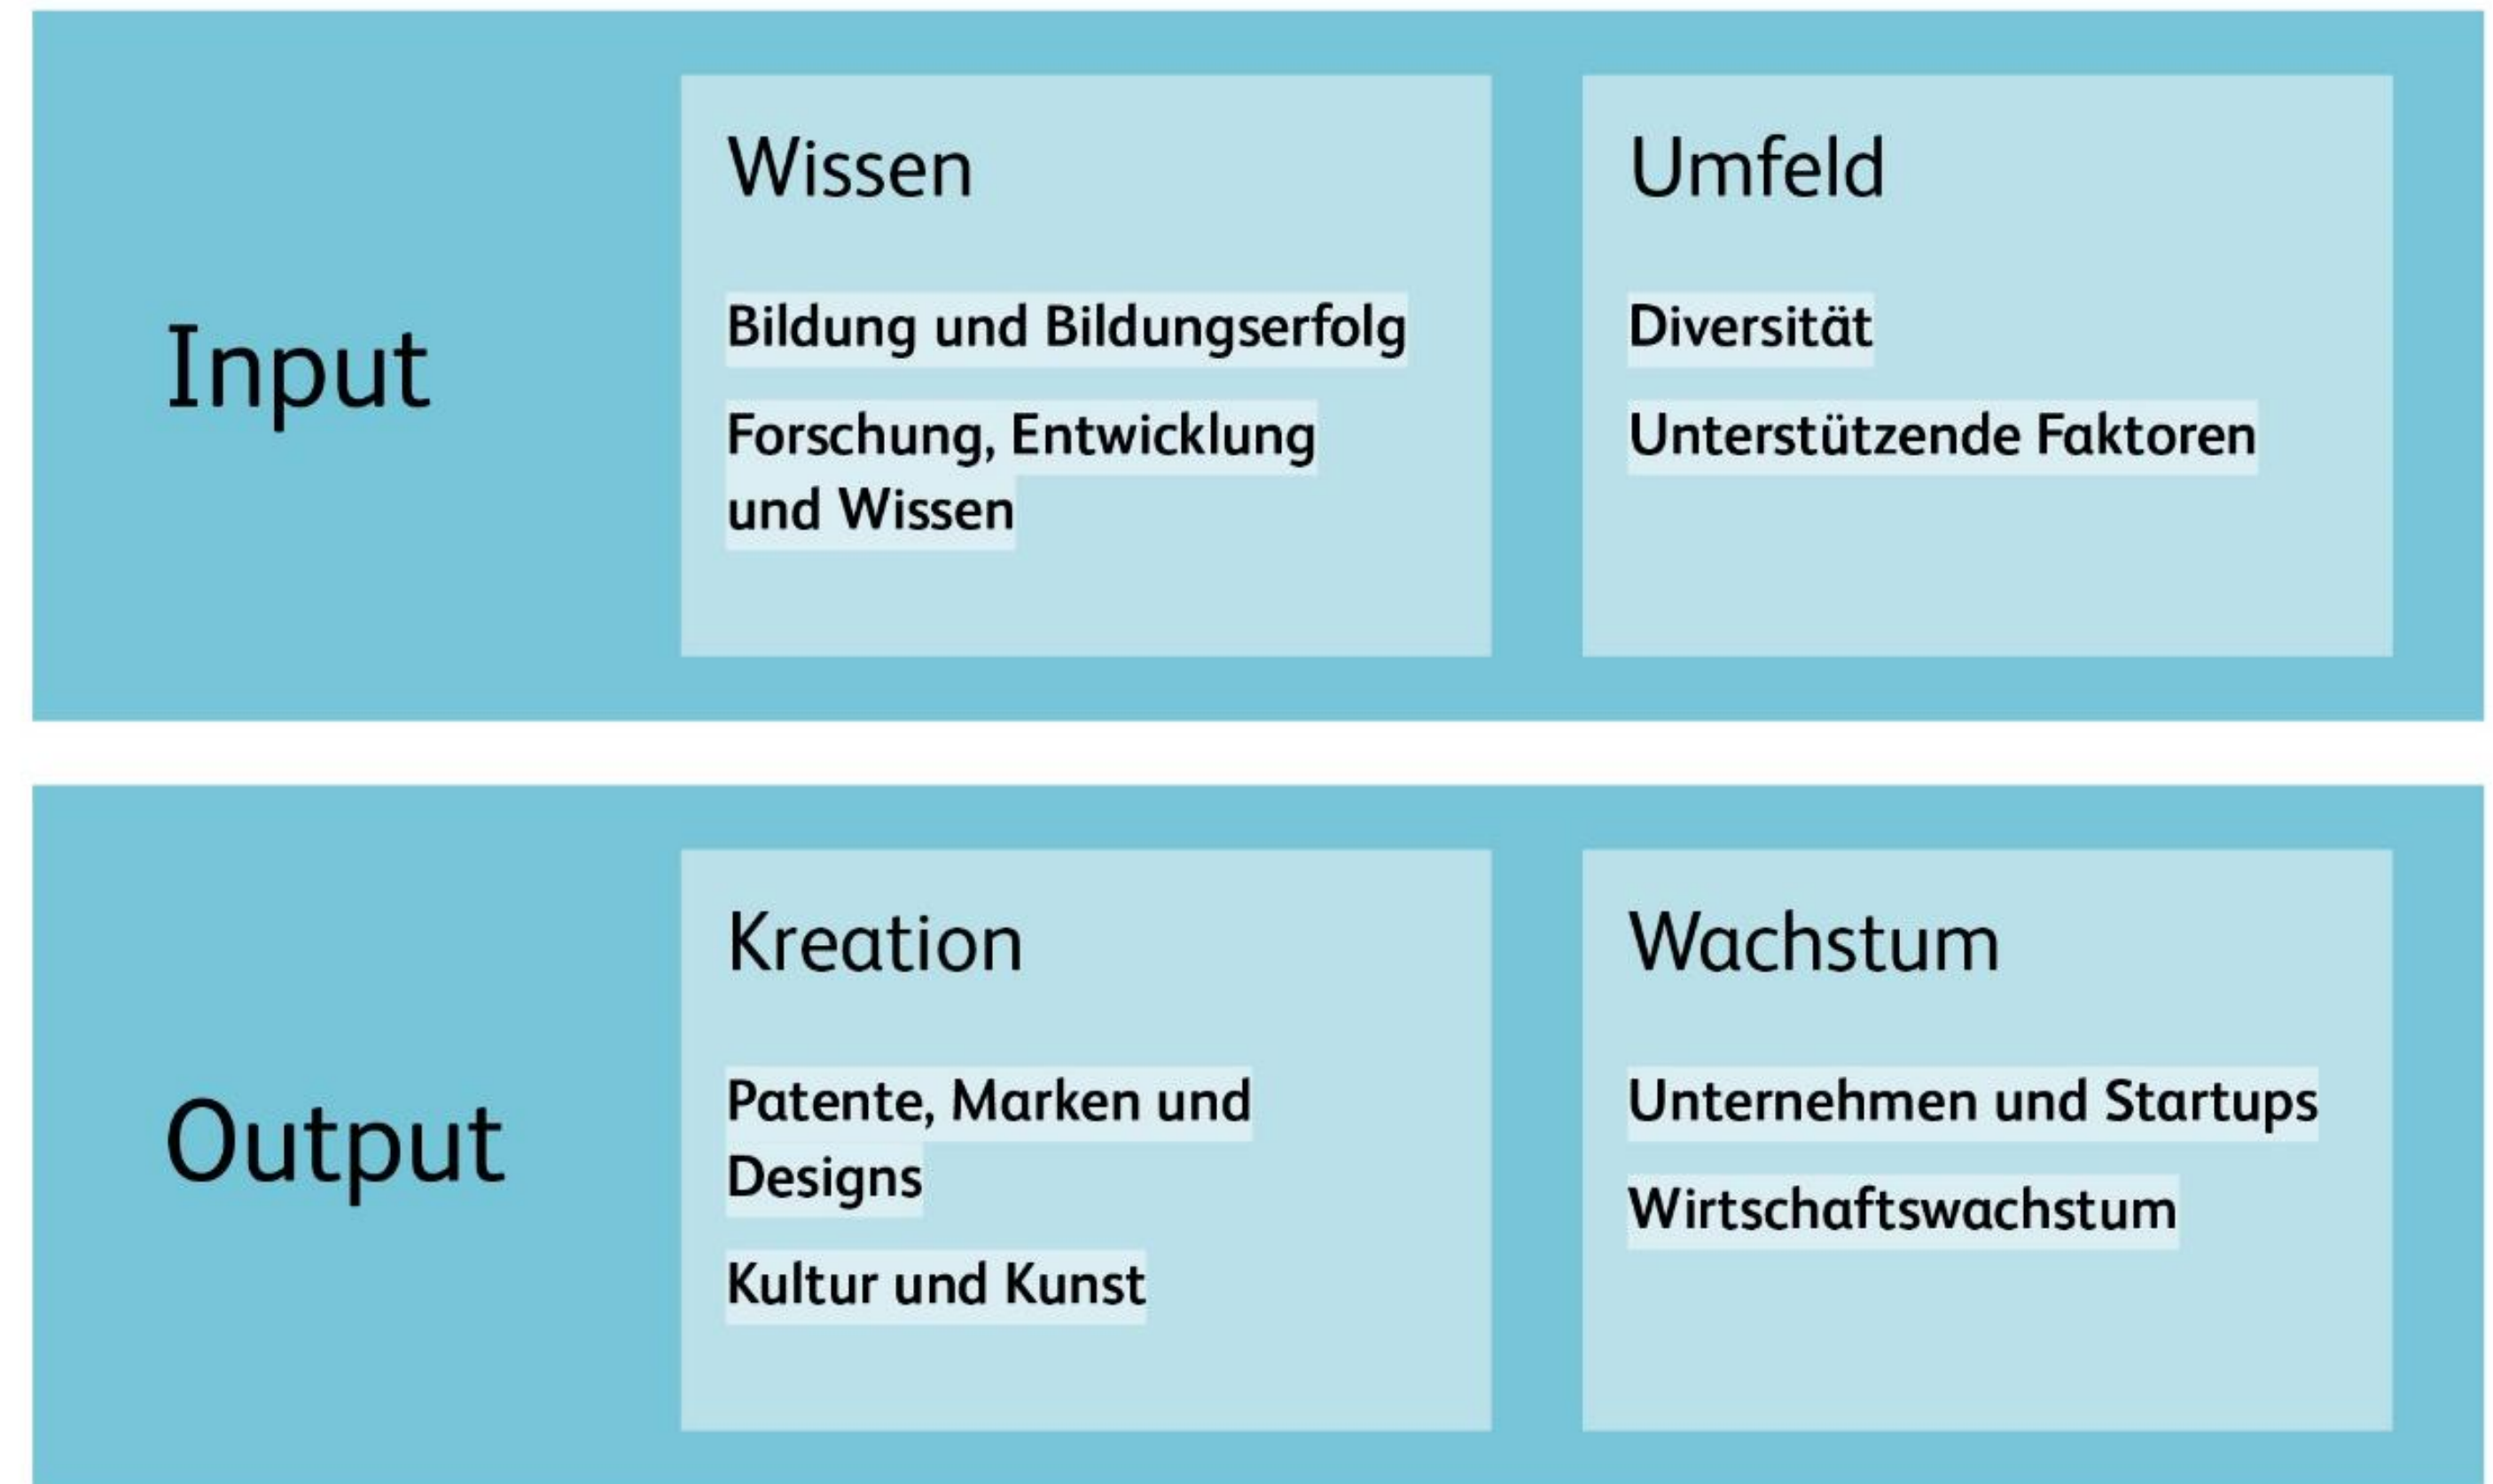 Input
Wissen
Bildung und Bildungserfolg
Forschung, Entwicklung
und Wissen
Umfeld
Diversität
Unterstützende Faktoren
Output
Kreation
Patente, Marken und
Designs
Kultur und Kunst
Wachstum
Unternehmen und Startups
Wirtschaftswachstum